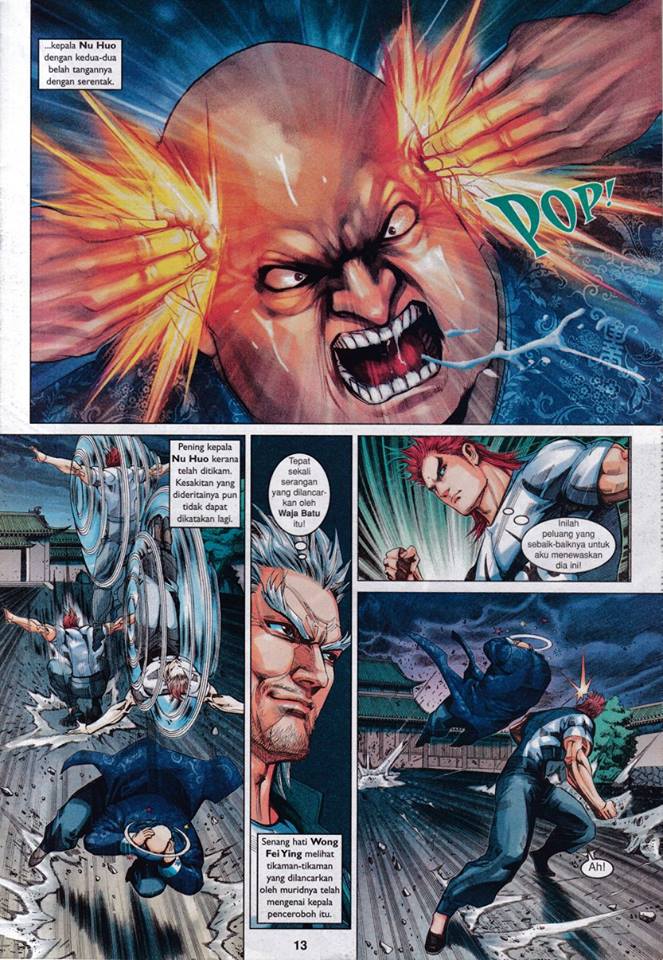 ...kepala Nu Huo
dengan kedua-dua
belah tangannya
dengan serentak.
POP!
Pening kepala
Nu Huo kerana
telah ditikam.
Kesakitan yang
dideritainya pun
tidak dapat
dikatakan lagi.
Tepat
sekali
serangan
yang dilancar-
kan oleh
Waja Batu
itu!
Senang hati Wong
Fei Ying melihat
tikaman-tikaman
yang dilancarkan
oleh muridnya telah
mengenai kepala
penceroboh itu.
Inilah
peluang yang
sebaik-baiknya untuk
aku menewaskan
dia ini!
Ah!
13